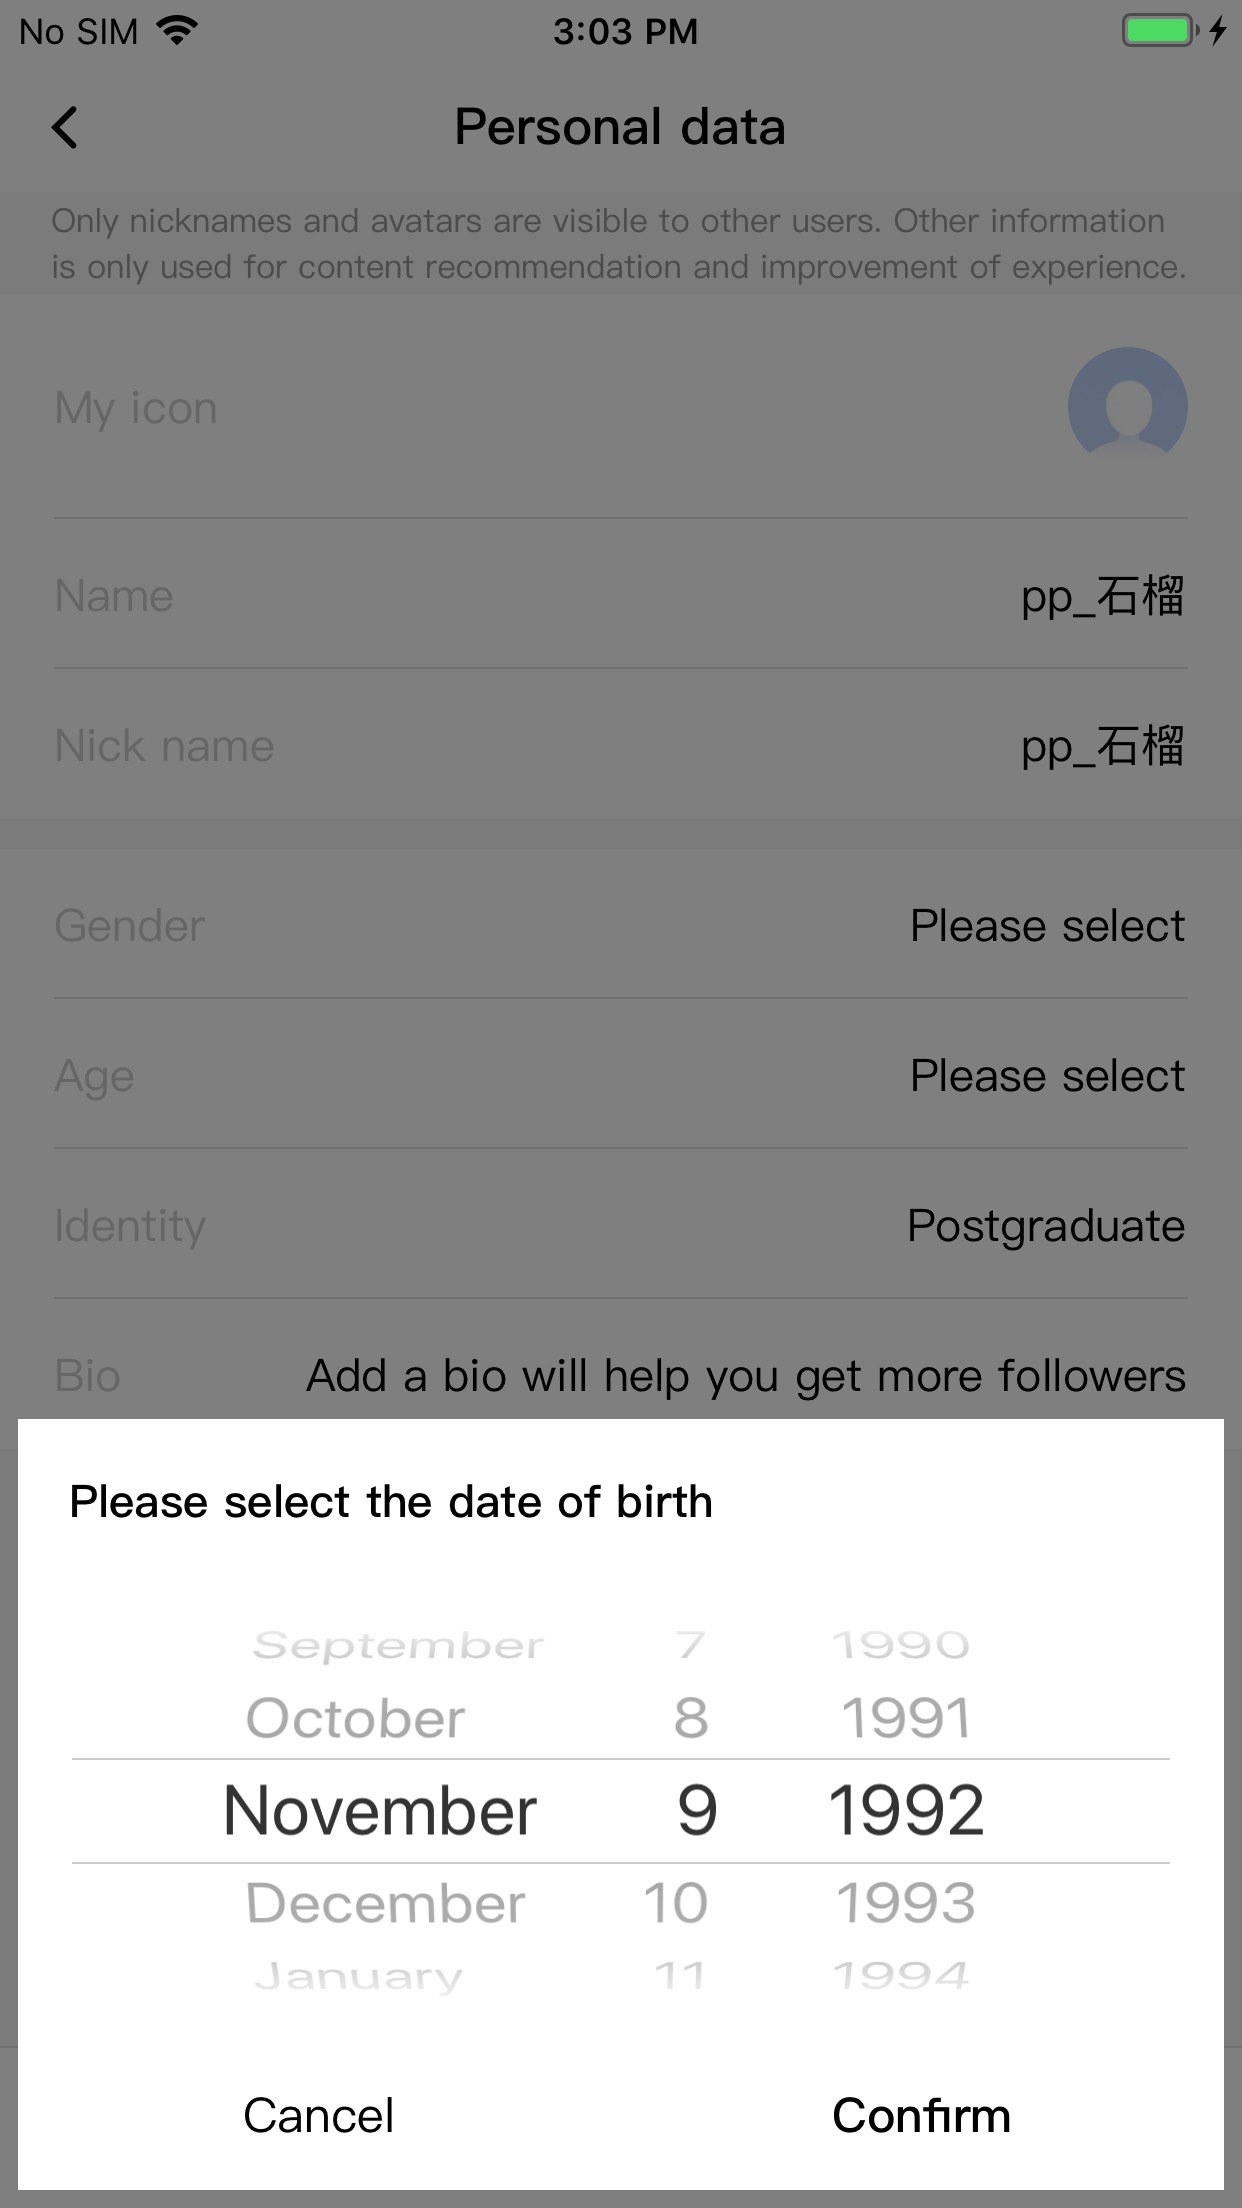 No SIM 3:03 PM
Personal data
Only nicknames and avatars are visible to other users. Other information
is only used for content recommendation and improvement of experience.
My icon
Name pp_石榴
Nick name pp_石榴
Gender Please select
Age Please select
Identity Postgraduate
Bio Add a bio will help you get more followers
Please select the date of birth
September 7 1990
October 8 1991
November 9 1992
December 10 1993
January 11 1994
Cancel Confirm